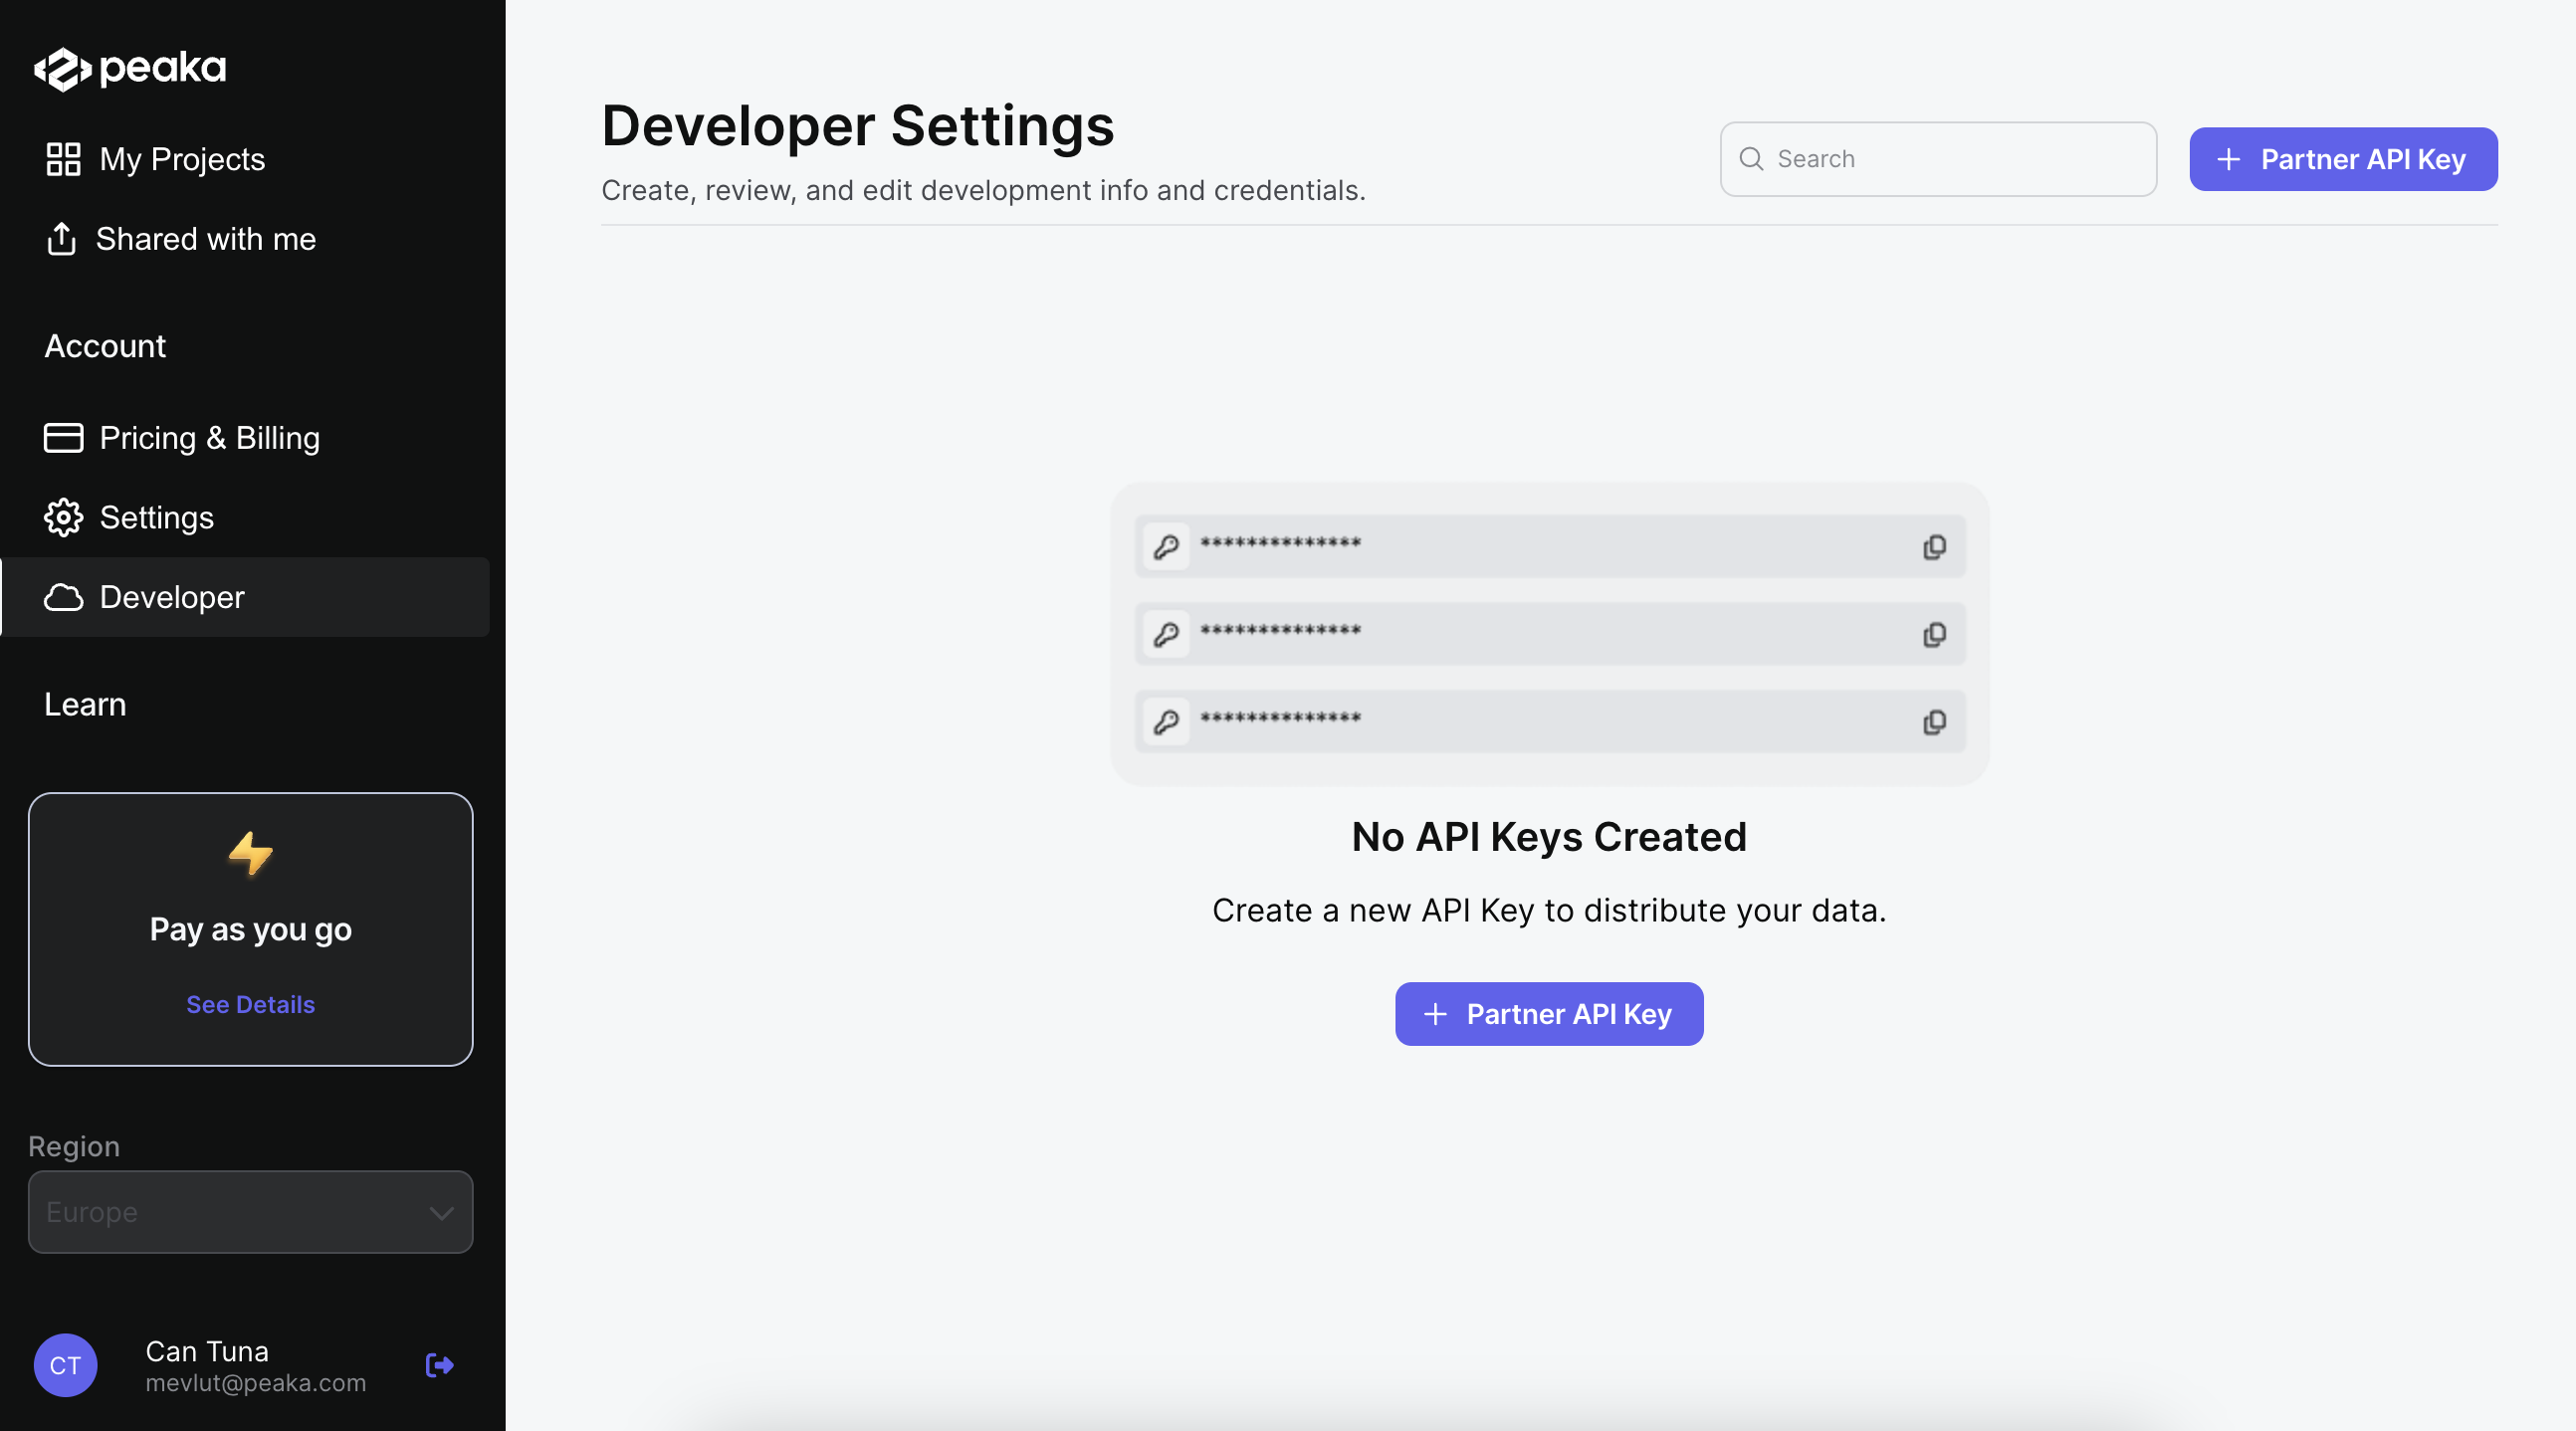 peaka
My Projects
Shared with me
Account
Pricing & Billing
Settings
Developer
Learn
Pay as you go
See Details
Region
Europe
CT
Can Tuna
mevlut@peaka.com
Developer Settings
Create, review, and edit development info and credentials.
Search
Partner API Key
**************
**************
**************
No API Keys Created
Create a new API Key to distribute your data.
Partner API Key